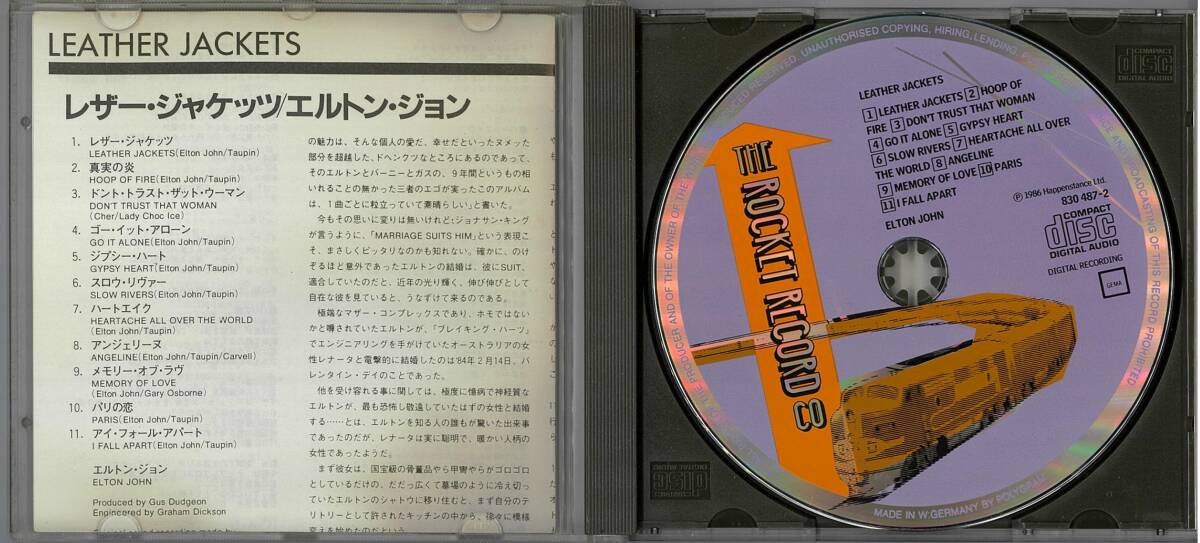 LEATHER JACKETS
レザー・ジャケッツ/エルトン・ジョン
1. レザー・ジャケッツ
LEATHER JACKETS(Elton John/Taupin)
2. 真実の炎
HOOP OF FIRE(Elton John/Taupin)
3. ドント・トラスト・ザット・ウーマン
DON'T TRUST THAT WOMAN
(Cher/Lady Choc Ice)
4. ゴー・イット・アローン
GO IT ALONE(Elton John/Taupin)
5. ジプシー・ハート
GYPSY HEART(Elton John/Taupin)
6. スロウ・リヴァー
SLOW RIVERS(Elton John/Taupin)
7. ハートエイク
HEARTACHE ALL OVER THE WORLD
(Elton John/Taupin)
8. アンジェリーヌ
ANGELINE(Elton John/Taupin/Carvell)
9. メモリー・オブ・ラヴ
MEMORY OF LOVE
(Elton John/Gary Osborne)
10. パリの恋
PARIS(Elton John/Taupin)
11. アイ・フォール・アパート
I FALL APART(Elton John/Taupin)
エルトン・ジョン
ELTON JOHN
Produced by Gus Dudgeon
Engineered by Graham Dickson
の魅力は、そんな個人の愛だ、幸せだといったヌメッた
部分を超越した、ドヘンクツなところにあるのであって、
そのエルトンとバーニーとガスの、9年間というもの相
いれることの無かった三者のエゴが実ったこのアルバム
は、1曲ごとに粒立っていて素晴らしい」と書いた。
今もその思いに変りは無いけれど:ジョナサン・キング
が言うように、「MARRIAGE SUITS HIM」という表現こ
そ、まさしくピッタリなのかも知れない。確かに、のけ
ぞるほど意外であったエルトンの結婚は、彼にSUIT、
適合していたのだと、近年の光り輝く、伸び伸びとして
自在な彼を見ていると、うなずけて来るのである。
極端なマザー・コンプレックスであり、ホモではない
かと噂されていたエルトンが、「ブレイキング・ハーツ」
でエンジニアリングを手がけていたオーストラリアの女
性レナータと電撃的に結婚したのは'84年2月14日、バ
レンタイン・デイのことであった。
他を受け容れる事に関しては、極度に憶病で神経質な
エルトンが、最も恐怖し敬遠していたはずの女性と結婚
する……とは、エルトンを知る人の誰もが驚いた出来事
であったのだが、レナータは実に聡明で、暖かい人柄の
女性であったようだ。
まず彼女は、国宝級の骨董品やら甲冑やらがゴロゴロ
としているだけの、だだっ広くて墓場のように冷え切っ
ていたエルトンのシャトウに移り住むと、まず自分のテ
リトリーとして許されたキッチンの中から、徐々に模様
変えを始めたのだという
UNAUTHORISED COPYING, HIRING, LENDING,
PRODUCER AND OF THE OWNER OF THE
BROADCASTING OF THIS RECORD PROHIBITED
MADE IN W.GERMANY BY POLYGRAM
LEATHER JACKETS
1 LEATHER JACKETS 2 HOOP OF
FIRE 3 DON'T TRUST THAT WOMAN
4 GO IT ALONE 5 GYPSY HEART
6 SLOW RIVERS 7 HEARTACHE ALL OVER
THE WORLD 8 ANGELINE
9 MEMORY OF LOVE 10 PARIS
11 I FALL APART
ELTON JOHN
Ⓟ 1986 Happenstance Ltd.
830 487-2
COMPACT
disc
DIGITAL AUDIO
DIGITAL RECORDING
GEMA
THE ROCKET RECORD CO
COMPACT
disc
DIGITAL AUDIO
COMPACT
disc
DIGITAL AUDIO